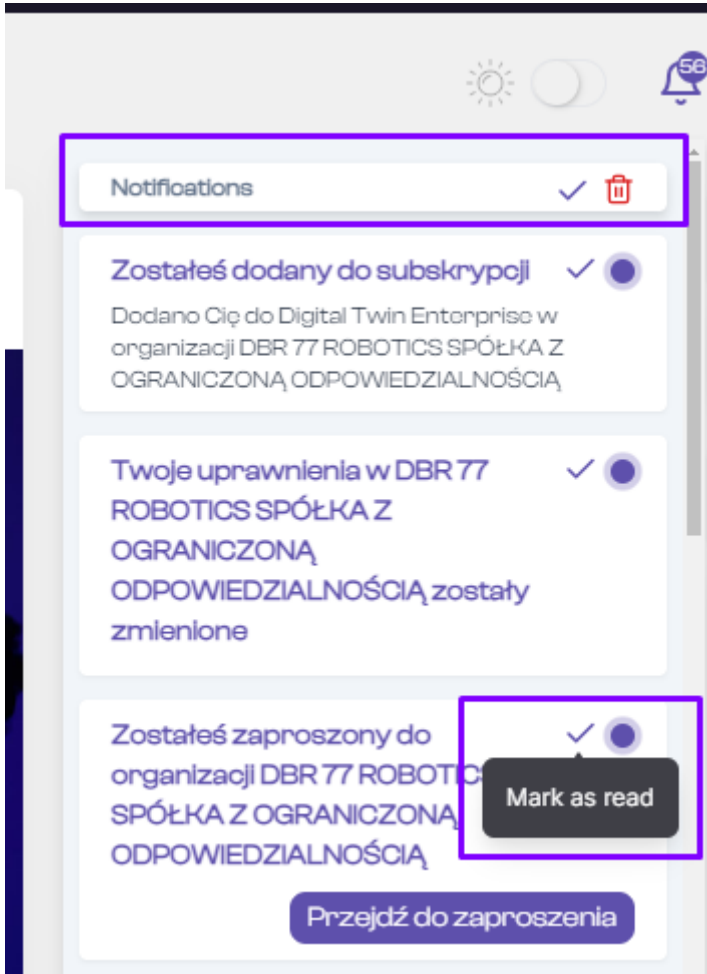 56
Notifications
Zostałeś dodany do subskrypcji
Dodano Cię do Digital Twin Enterprise w
organizacji DBR 77 ROBOTICS SPÓŁKA Z
OGRANICZONĄ ODPOWIEDZIALNOŚCIĄ
Twoje uprawnienia w DBR 77
ROBOTICS SPÓŁKA Z
OGRANICZONĄ
ODPOWIEDZIALNOŚCIĄ zostały
zmienione
Zostałeś zaproszony do
organizacji DBR 77 ROBOTIC
SPÓŁKA Z OGRANICZONĄ
ODPOWIEDZIALNOŚCIĄ
Mark as read
Przejdź do zaproszenia